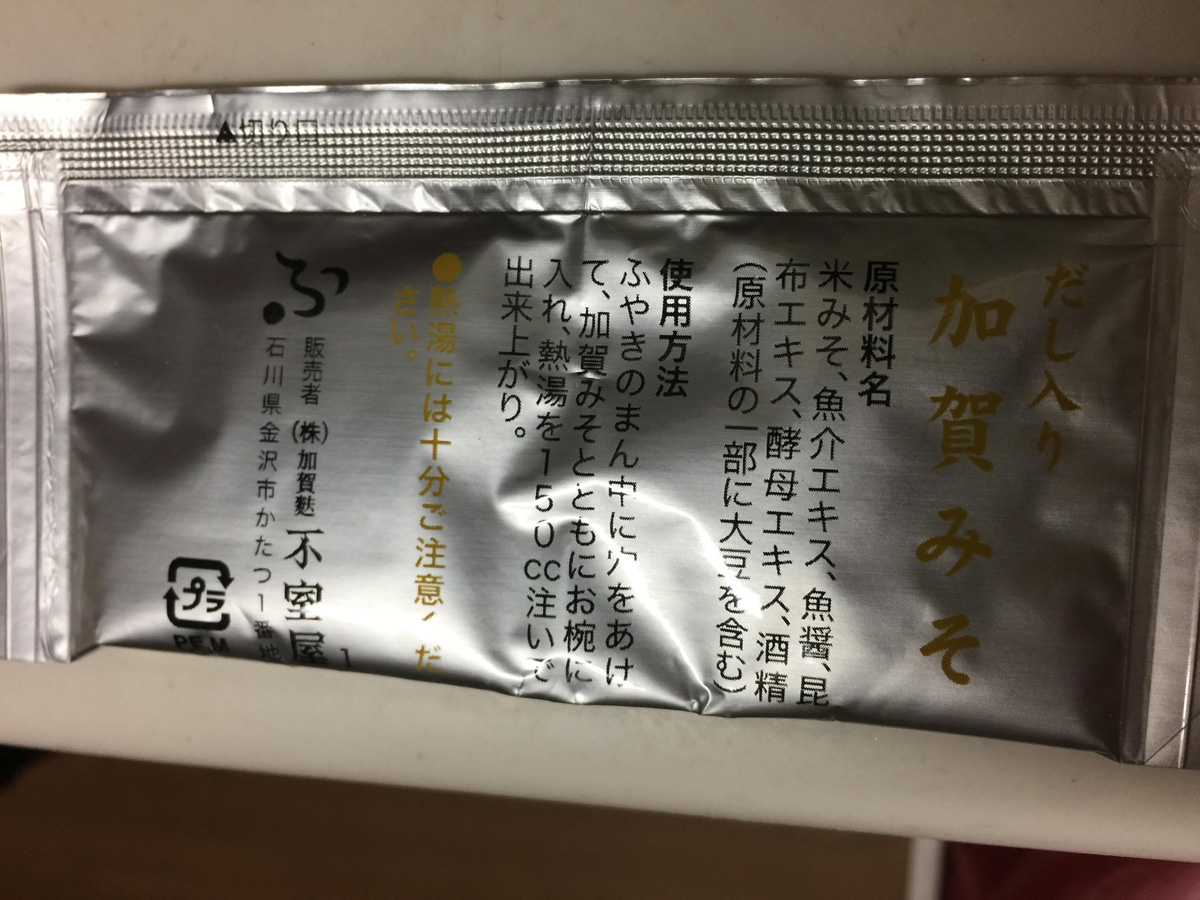 ▲切り口
だし入り
加賀みそ
原材料名
米みそ、魚介エキス、魚醤、昆
布エキス、酵母エキス、酒精
(原材料の一部に大豆を含む)
使用方法
ふやきのまん中に穴をあけ
て、加賀みそとともにお椀に
入れ、熱湯を150cc注いで
出来上がり。
●熱湯には十分ご注意くだ
さい。
ふ
販売者 (株)加賀麩 不室屋
石川県金沢市かたつ1番地
プラ
PE,M
1